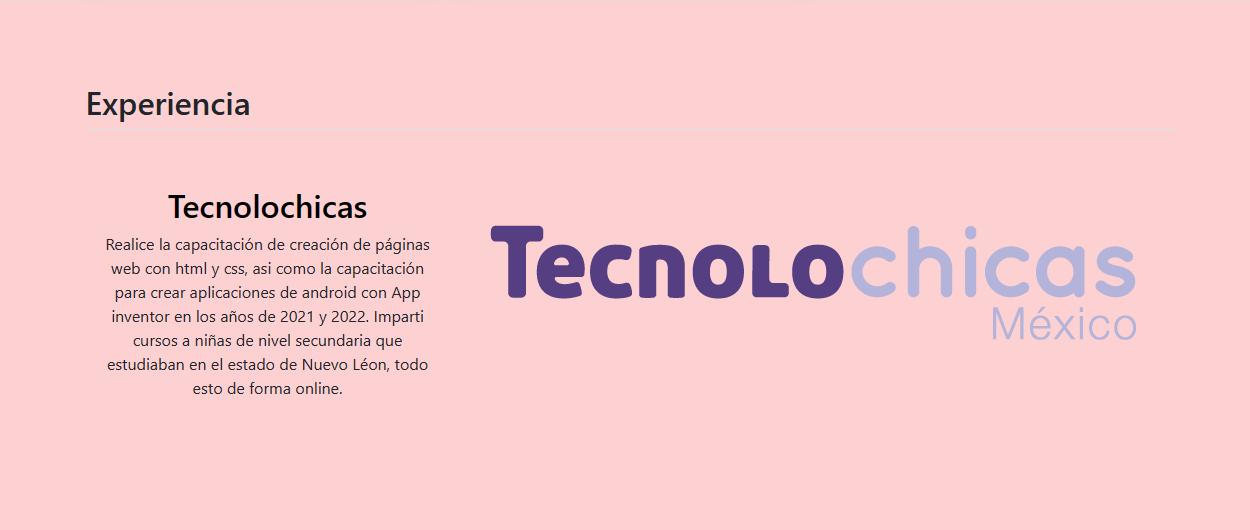 Experiencia
Tecnolochicas
Realice la capacitación de creación de páginas
web con html y css, asi como la capacitación
para crear aplicaciones de android con App
inventor en los años de 2021 y 2022. Imparti
cursos a niñas de nivel secundaria que
estudiaban en el estado de Nuevo Léon, todo
esto de forma online.
Tecnolochicas
México